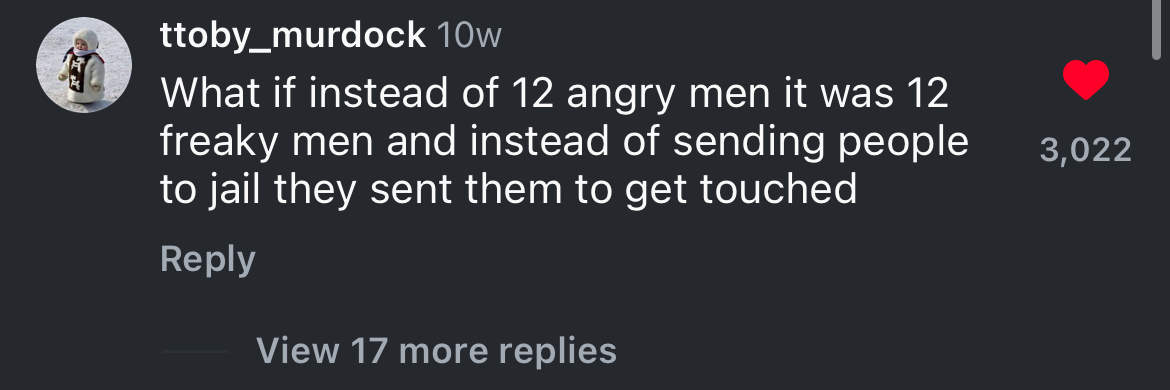 ttoby_murdock 10w
What if instead of 12 angry men it was 12
freaky men and instead of sending people
to jail they sent them to get touched
3,022
Reply
View 17 more replies